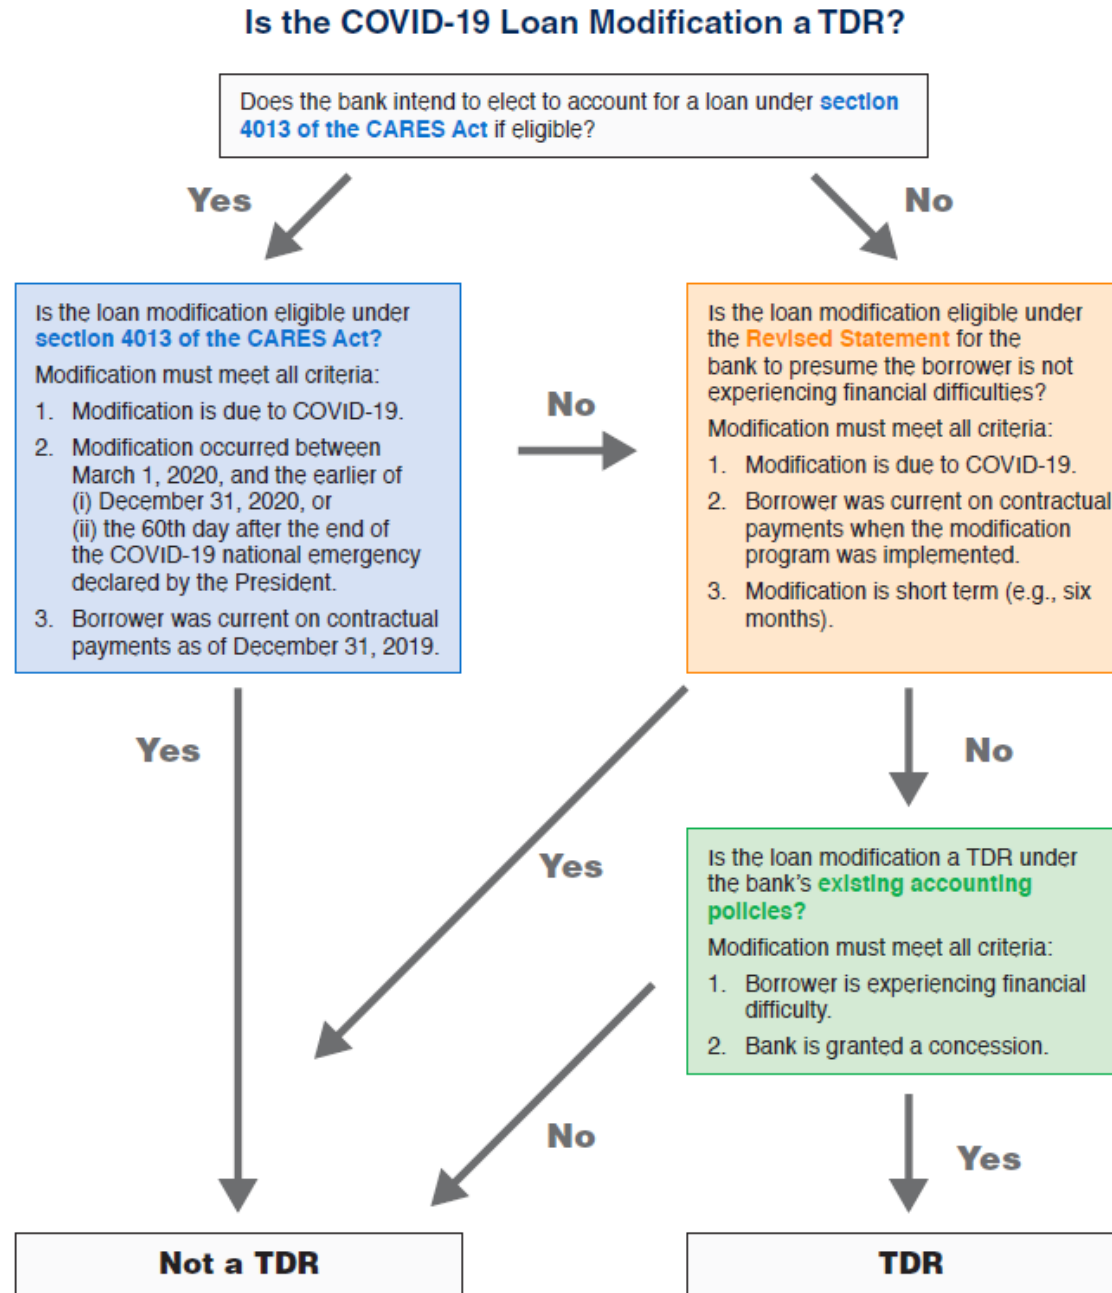 Is the COVID-19 Loan Modification a TDR?
Does the bank intend to elect to account for a loan under section
4013 of the CARES Act if eligible?
Yes
No
Is the loan modification eligible under
section 4013 of the CARES Act?
Modification must meet all criteria:
1. Modification is due to COVID-19.
2. Modification occurred between
March 1, 2020, and the earlier of
(i) December 31, 2020, or
(ii) the 60th day after the end of
the COVID-19 national emergency
declared by the President.
3. Borrower was current on contractual
payments as of December 31, 2019.
No
Is the loan modification eligible under
the Revised Statement for the
bank to presume the borrower is not
experiencing financial difficulties?
Modification must meet all criteria:
1. Modification is due to COVID-19.
2. Borrower was current on contractual
payments when the modification
program was implemented.
3. Modification is short term (e.g., six
months).
Yes
No
Yes
Is the loan modification a TDR under
the bank's existing accounting
policies?
Modification must meet all criteria:
1. Borrower is experiencing financial
difficulty.
2. Bank is granted a concession.
No
Yes
Not a TDR
TDR